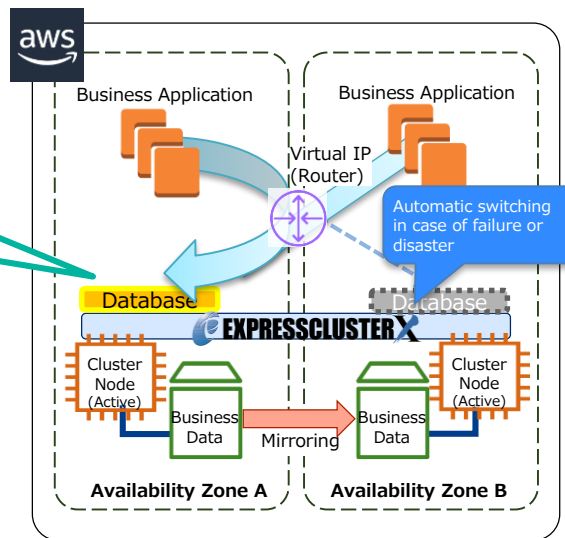 aws
Business Application
Business Application
Virtual IP
(Router)
Automatic switching
in case of failure or
disaster
Database
Database
EXPRESSCLUSTER X
Cluster
Node
(Active)
Business
Data
Mirroring
Business
Data
Cluster
Node
(Active)
Availability Zone A
Availability Zone B